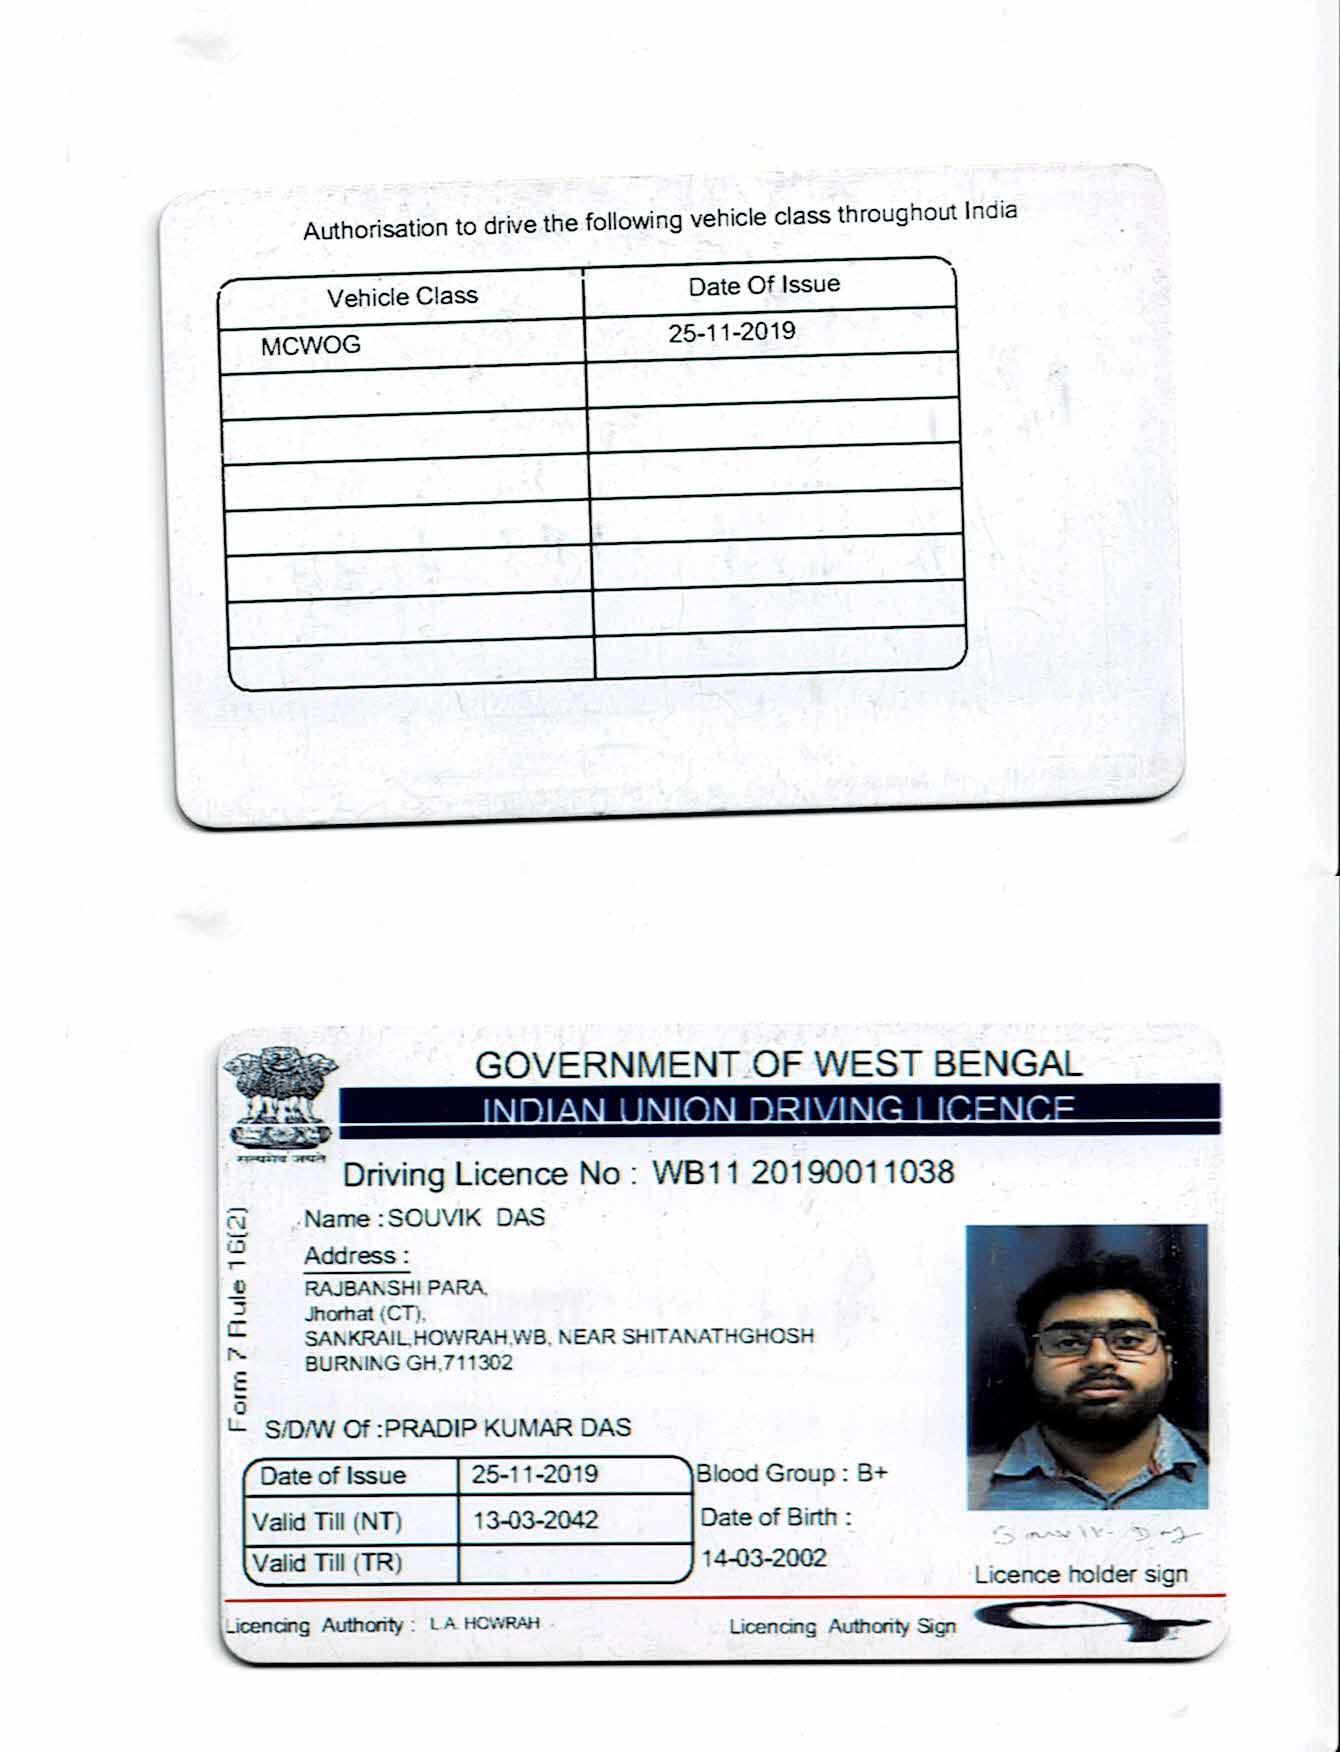 Authorisation to drive the following vehicle class throughout India
Vehicle Class Date Of Issue
MCWOG 25-11-2019
GOVERNMENT OF WEST BENGAL
INDIAN UNION DRIVING LICENCE
सत्यमेव जयते
Driving Licence No : WB11 20190011038
Form 7 Rule 16(2)
Name : SOUVIK DAS
Address :
RAJBANSHI PARA,
Jhorhat (CT),
SANKRAIL,HOWRAH,WB, NEAR SHITANATHGHOSH
BURNING GH,711302
S/D/W Of :PRADIP KUMAR DAS
Date of Issue 25-11-2019 Blood Group : B+
Valid Till (NT) 13-03-2042 Date of Birth :
Valid Till (TR) 14-03-2002
Souvik Das
Licence holder sign
Licencing Authority : L.A. HOWRAH Licencing Authority Sign